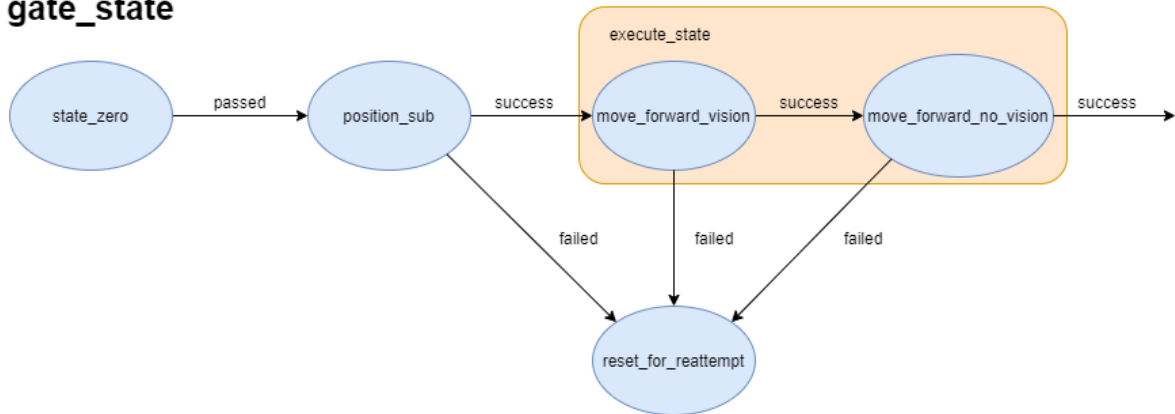 gate_state
execute_state
state_zero
passed
position_sub
success
move_forward_vision
success
move_forward_no_vision
success
failed
failed
failed
reset_for_reattempt